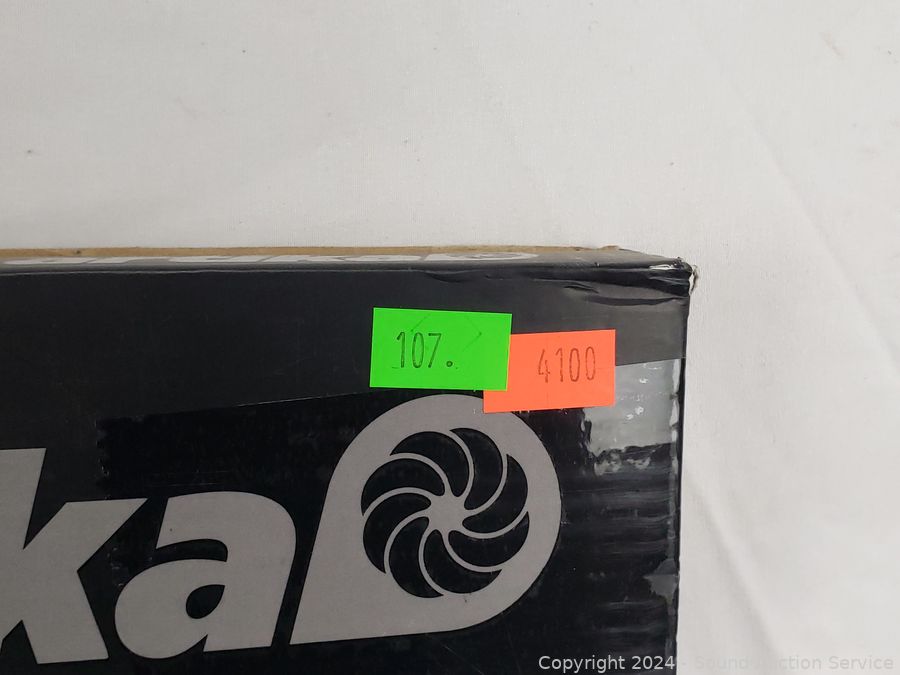 107.
4100
ka
Copyright 2024 - Sound Auction Service